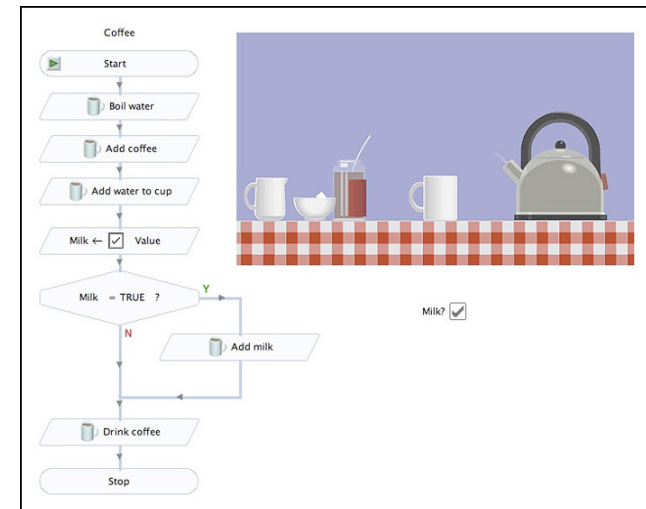 Coffee
Start
Boil water
Add coffee
Add water to cup
Milk ← Value
Milk = TRUE ?
Y
N
Add milk
Drink coffee
Stop
Milk?